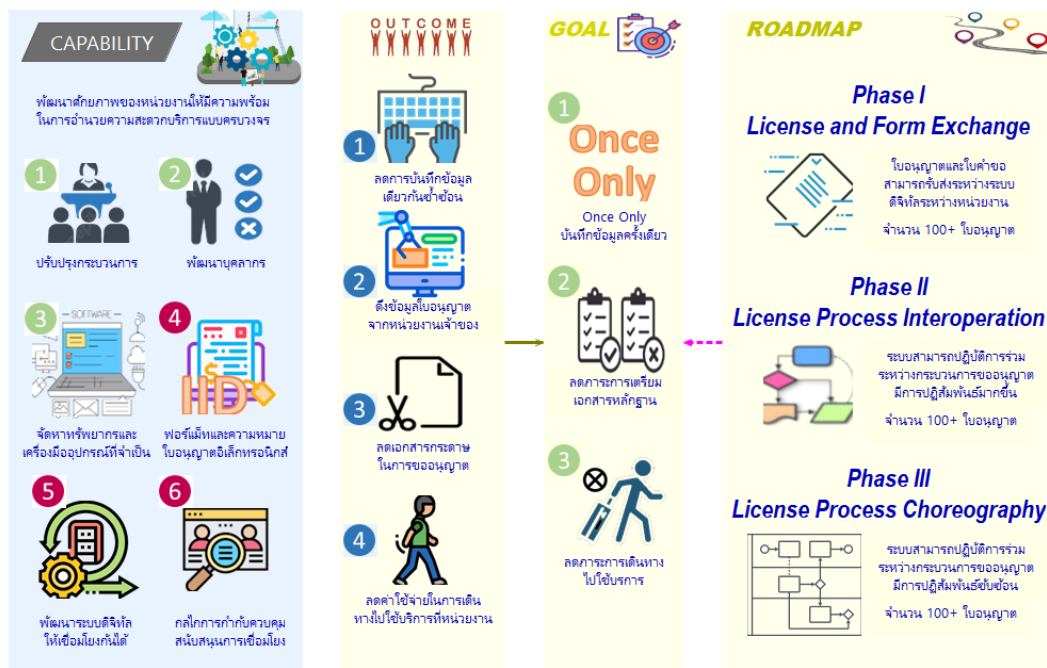 CAPABILITY
พัฒนาศักยภาพของหน่วยงานให้มีความพร้อม
ในการอำนวยความสะดวกบริการแบบครบวงจร
1
ปรับปรุงกระบวนการ
2
พัฒนาบุคลากร
3
SOFTWARE
จัดหาทรัพยากรและ
เครื่องมืออุปกรณ์ที่จำเป็น
4
IID
ฟอร์แม็ทและความหมาย
ใบอนุญาตอิเล็กทรอนิกส์
5
พัฒนาระบบดิจิทัล
ให้เชื่อมโยงกันได้
6
กลไกการกำกับควบคุม
สนับสนุนการเชื่อมโยง
OUTCOME
1
ลดการบันทึกข้อมูล
เดียวกันซ้ำซ้อน
2
ดึงข้อมูลใบอนุญาต
จากหน่วยงานเจ้าของ
3
ลดเอกสารกระดาษ
ในการขออนุญาต
4
ลดค่าใช้จ่ายในการเดิน
ทางไปใช้บริการที่หน่วยงาน
GOAL
1
Once
Only
Once Only
บันทึกข้อมูลครั้งเดียว
2
ลดภาระการเตรียม
เอกสารหลักฐาน
3
ลดภาระการเดินทาง
ไปใช้บริการ
ROADMAP
Phase I
License and Form Exchange
ใบอนุญาตและใบคำขอ
สามารถรับส่งระหว่างระบบ
ดิจิทัลระหว่างหน่วยงาน
จำนวน 100+ ใบอนุญาต
Phase II
License Process Interoperation
ระบบสามารถปฏิบัติการร่วม
ระหว่างกระบวนการขออนุญาต
มีการปฏิสัมพันธ์มากขึ้น
จำนวน 100+ ใบอนุญาต
Phase III
License Process Choreography
ระบบสามารถปฏิบัติการร่วม
ระหว่างกระบวนการขออนุญาต
มีการปฏิสัมพันธ์ซับซ้อน
จำนวน 100+ ใบอนุญาต